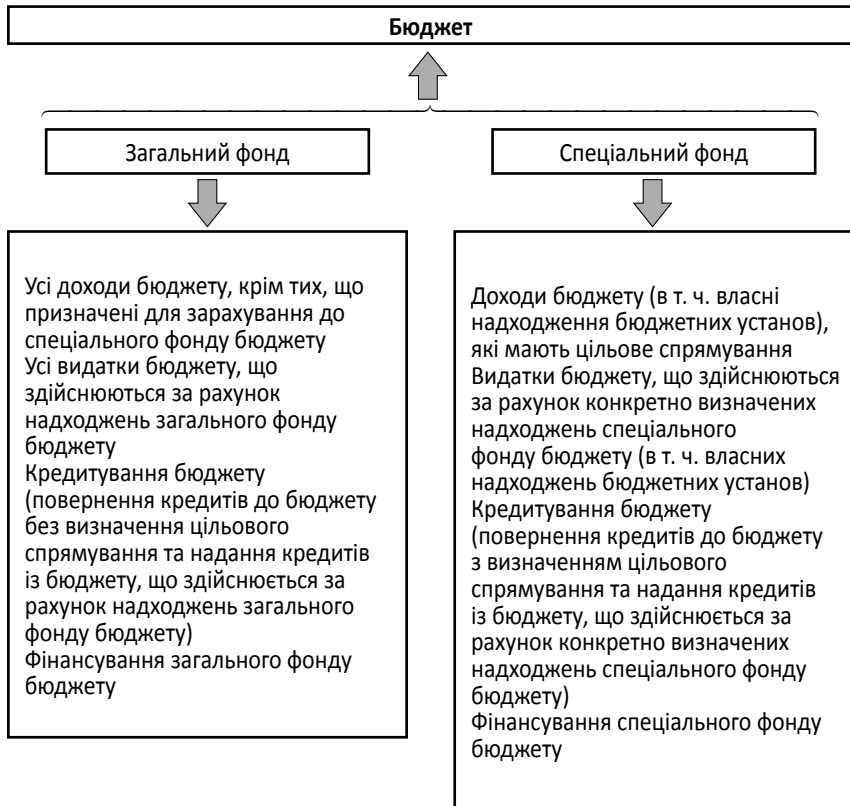 Бюджет
Загальний фонд
Спеціальний фонд
Усі доходи бюджету, крім тих, що
призначені для зарахування до
спеціального фонду бюджету
Усі видатки бюджету, що
здійснюються за рахунок
надходжень загального фонду
бюджету
Кредитування бюджету
(повернення кредитів до бюджету
без визначення цільового
спрямування та надання кредитів
із бюджету, що здійснюється за
рахунок надходжень загального
фонду бюджету)
Фінансування загального фонду
бюджету
Доходи бюджету (в т. ч. власні
надходження бюджетних установ),
які мають цільове спрямування
Видатки бюджету, що здійснюються
за рахунок конкретно визначених
надходжень спеціального
фонду бюджету (в т. ч. власних
надходжень бюджетних установ)
Кредитування бюджету
(повернення кредитів до бюджету
з визначенням цільового
спрямування та надання кредитів
із бюджету, що здійснюється за
рахунок конкретно визначених
надходжень спеціального фонду
бюджету)
Фінансування спеціального фонду
бюджету